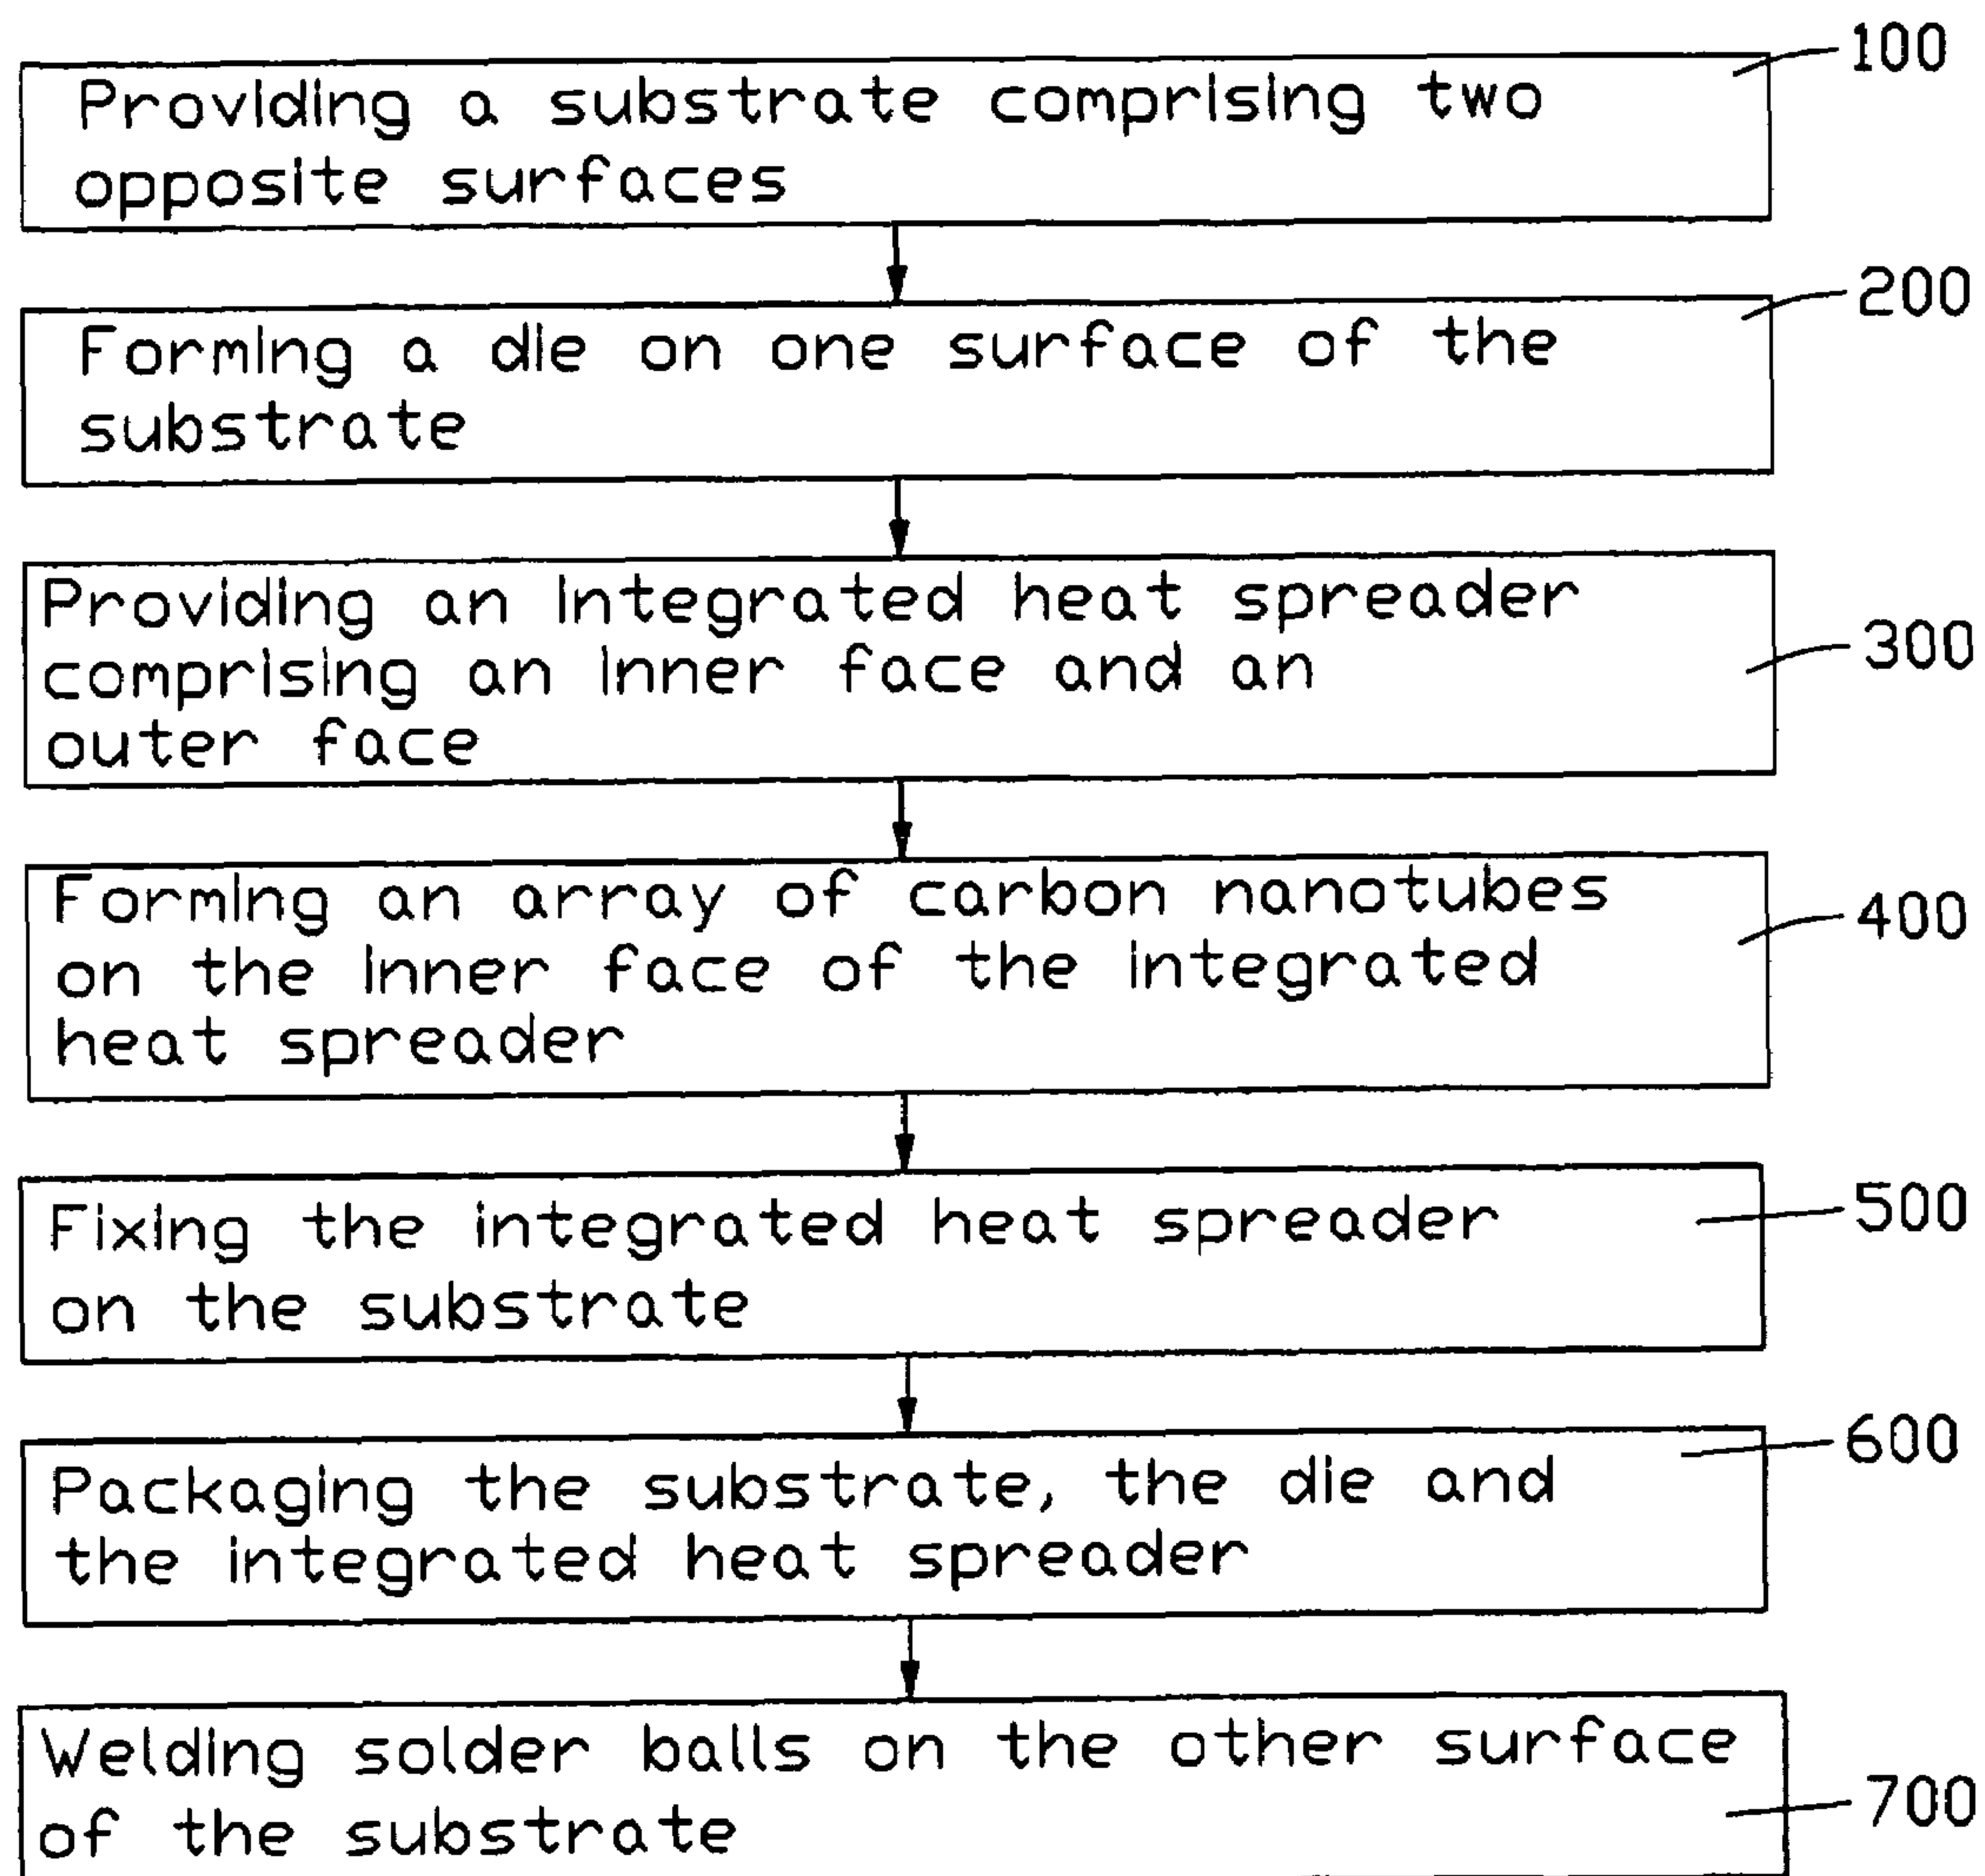 100
Providing a substrate comprising two
opposite surfaces
200
Forming a die on one surface of the
substrate
300
Providing an integrated heat spreader
comprising an inner face and an
outer face
400
Forming an array of carbon nanotubes
on the inner face of the integrated
heat spreader
500
Fixing the integrated heat spreader
on the substrate
600
Packaging the substrate, the die and
the integrated heat spreader
700
Welding solder balls on the other surface
of the substrate